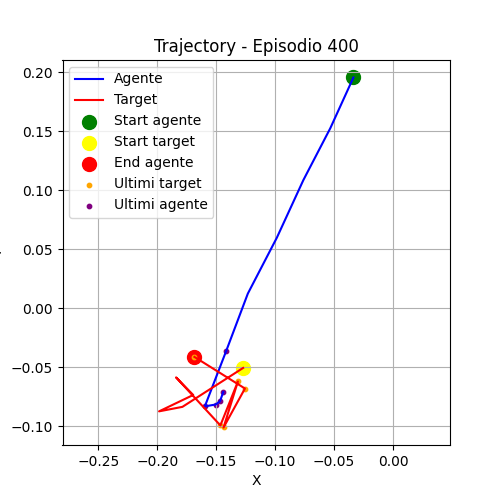 Trajectory - Episodio 400
Agente
Target
Start agente
Start target
End agente
Ultimi target
Ultimi agente
0.20
0.15
0.10
0.05
0.00
−0.05
−0.10
−0.25
−0.20
−0.15
−0.10
−0.05
0.00
X